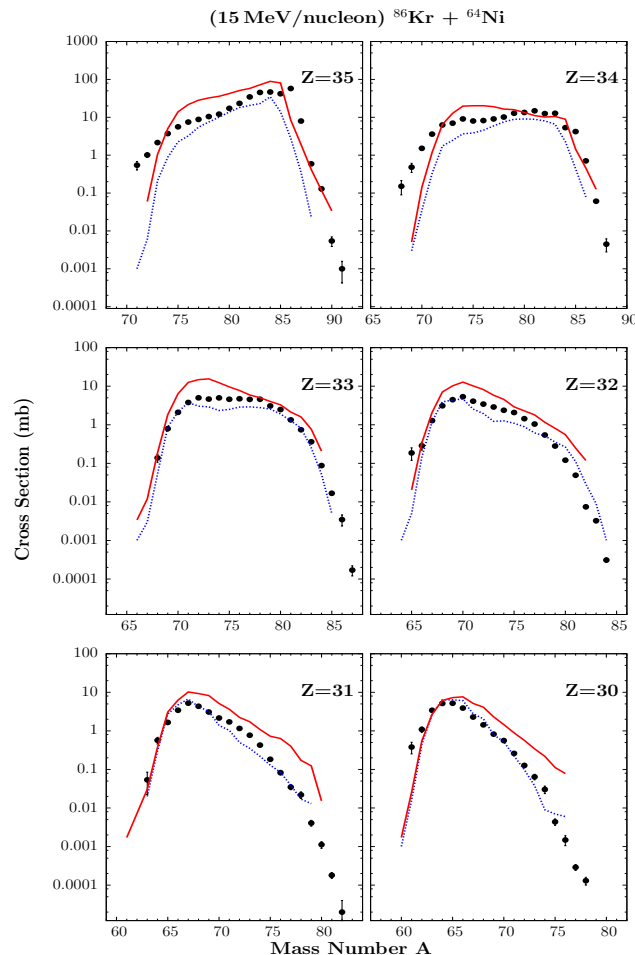 (15 MeV/nucleon) ⁸⁶Kr + ⁶⁴Ni
1000
100
10
1
0.1
0.01
0.001
0.0001
Z=35
Z=34
70 75 80 85 90
65 70 75 80 85 90
100
10
1
0.1
0.01
0.001
0.0001
Z=33
Z=32
65 70 75 80 85
65 70 75 80 85
100
10
1
0.1
0.01
0.001
0.0001
Z=31
Z=30
60 65 70 75 80
60 65 70 75 80
Cross Section (mb)
Mass Number A